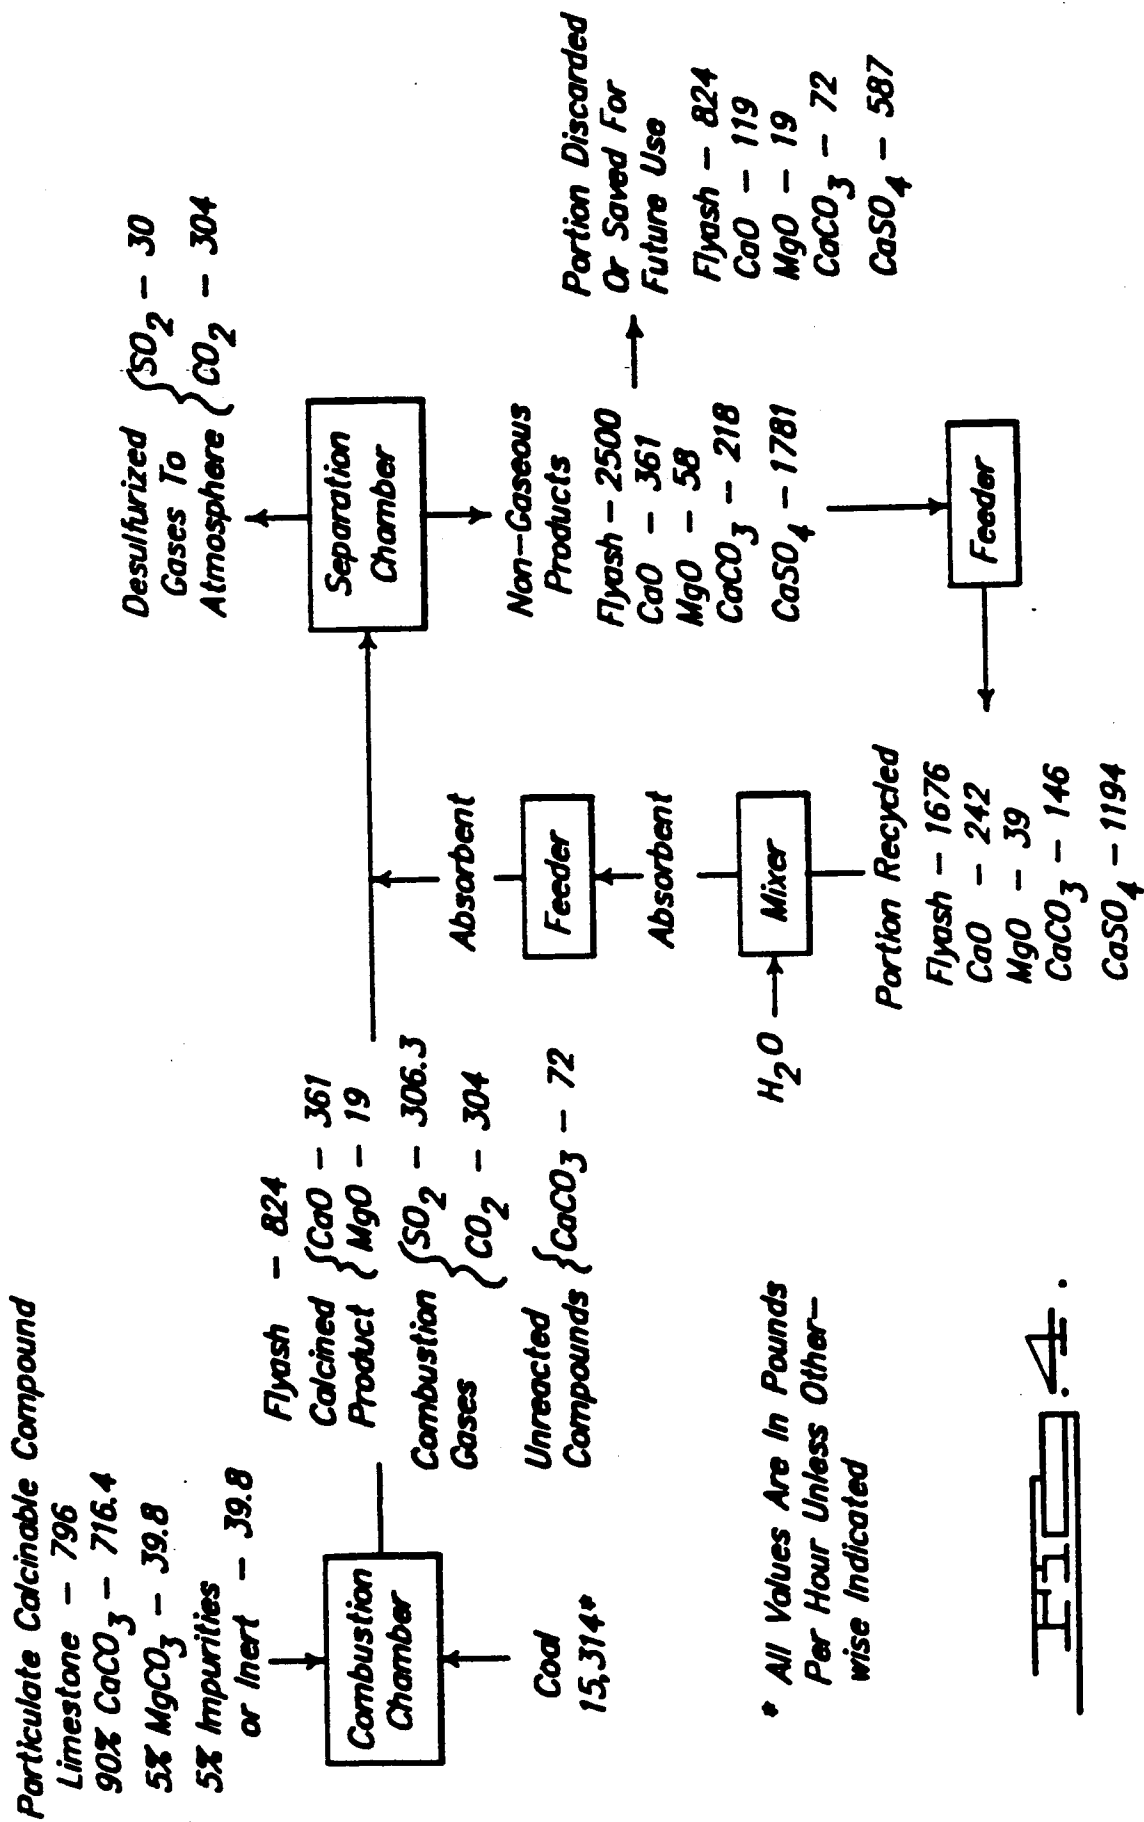 Particulate Calcinable Compound
Limestone - 796
90% CaCO3 - 716.4
5% MgCO3 - 39.8
5% Impurities
or Inert - 39.8
Combustion
Chamber
Coal
15,314*
Flyash - 824
Calcined
Product
CaO - 361
MgO - 19
Combustion
Gases
SO2 - 306.3
CO2 - 304
Unreacted
Compounds
CaCO3 - 72
Desulfurized
Gases To
Atmosphere
SO2 - 30
CO2 - 304
Separation
Chamber
Non-Gaseous
Products
Flyash - 2500
CaO - 361
MgO - 58
CaCO3 - 218
CaSO4 - 1781
Portion Discarded
Or Saved For
Future Use
Flyash - 824
CaO - 119
MgO - 19
CaCO3 - 72
CaSO4 - 587
Feeder
Portion Recycled
Flyash - 1676
CaO - 242
MgO - 39
CaCO3 - 146
CaSO4 - 1194
H2O
Mixer
Absorbent
Feeder
Absorbent
* All Values Are In Pounds
Per Hour Unless Other-
wise Indicated
FIG. 4.